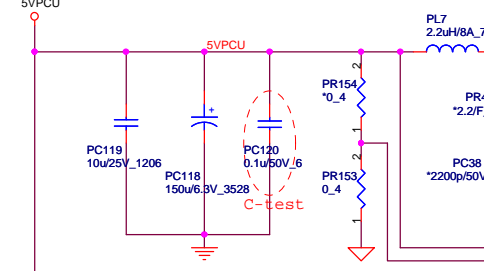 5VPCU
5VPCU
PL7
2.2uH/8A_7
2
PR154
*0_4
1
PR4
*2.2/F_
+
PC119
10u/25V_1206
PC120
0.1u/50V_6
PC118
150u/6.3V_3528
2
PR153
0_4
1
PC38
*2200p/50V
C-test